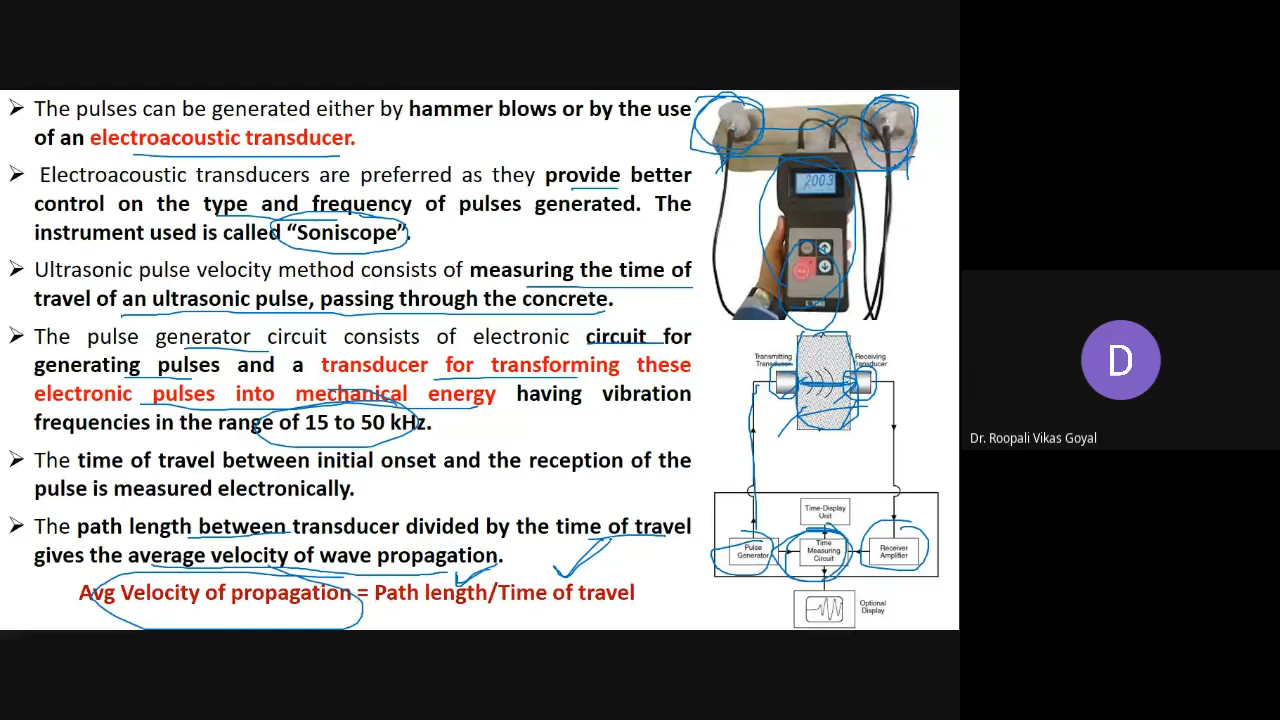 ➢ The pulses can be generated either by hammer blows or by the use
of an electroacoustic transducer.
➢ Electroacoustic transducers are preferred as they provide better
control on the type and frequency of pulses generated. The
instrument used is called “Soniscope”.
➢ Ultrasonic pulse velocity method consists of measuring the time of
travel of an ultrasonic pulse, passing through the concrete.
➢ The pulse generator circuit consists of electronic circuit for
generating pulses and a transducer for transforming these
electronic pulses into mechanical energy having vibration
frequencies in the range of 15 to 50 kHz.
➢ The time of travel between initial onset and the reception of the
pulse is measured electronically.
➢ The path length between transducer divided by the time of travel
gives the average velocity of wave propagation.
Avg Velocity of propagation = Path length/Time of travel
200.3
Transmitting
Transducer
Receiving
Transducer
Time-Display
Unit
Pulse
Generator
Time
Measuring
Circuit
Receiver
Amplifier
Optional
Display
D
Dr. Roopali Vikas Goyal